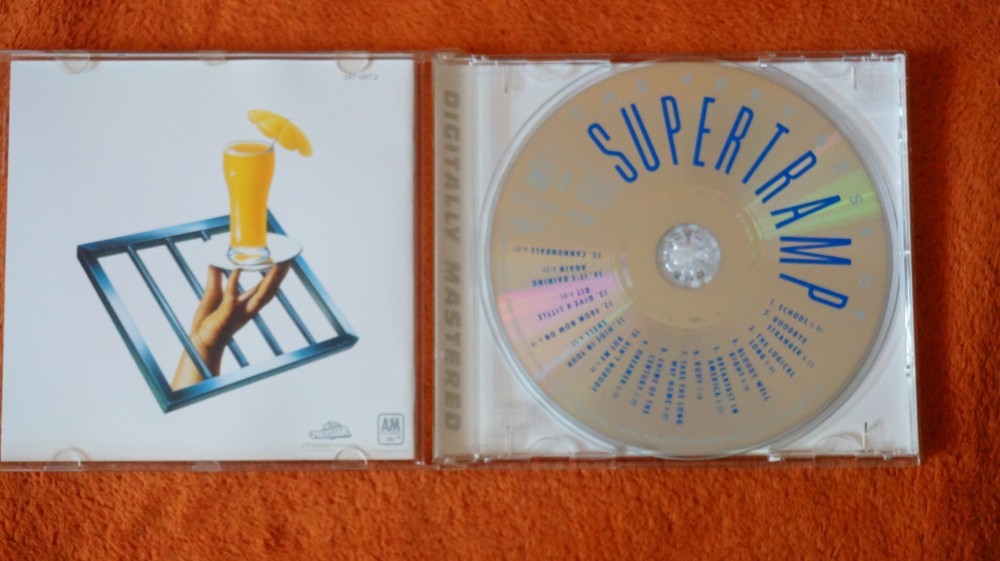 DIGITALLY MASTERED
A&M
SUPERTRAMP
1. SCHOOL
2. GOODBYE
STRANGER
3. THE LOGICAL
SONG
4. BLOODY WELL
RIGHT
5. BREAKFAST IN
AMERICA
6. RUDY
7. TAKE THE LONG
WAY HOME
8. CRIME OF THE
CENTURY
9. DREAMER
10. AIN'T NOBODY
BUT ME
11. HIDE IN YOUR
SHELL
12. FROM NOW ON
13. GIVE A LITTLE
BIT
14. IT'S RAINING
AGAIN
15. CANNONBALL